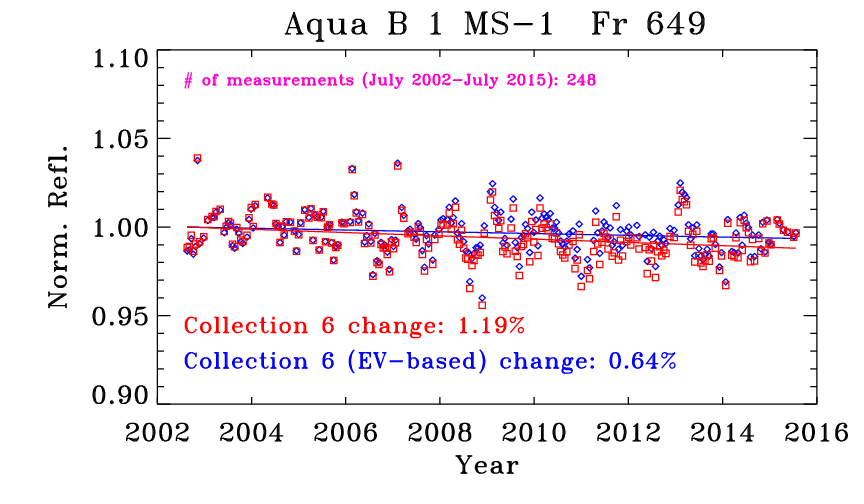 Aqua B 1 MS-1 Fr 649
1.10
# of measurements (July 2002-July 2015): 248
1.05
1.00
0.95
0.90
Norm. Refl.
Collection 6 change: 1.19%
Collection 6 (EV-based) change: 0.64%
2002 2004 2006 2008 2010 2012 2014 2016
Year